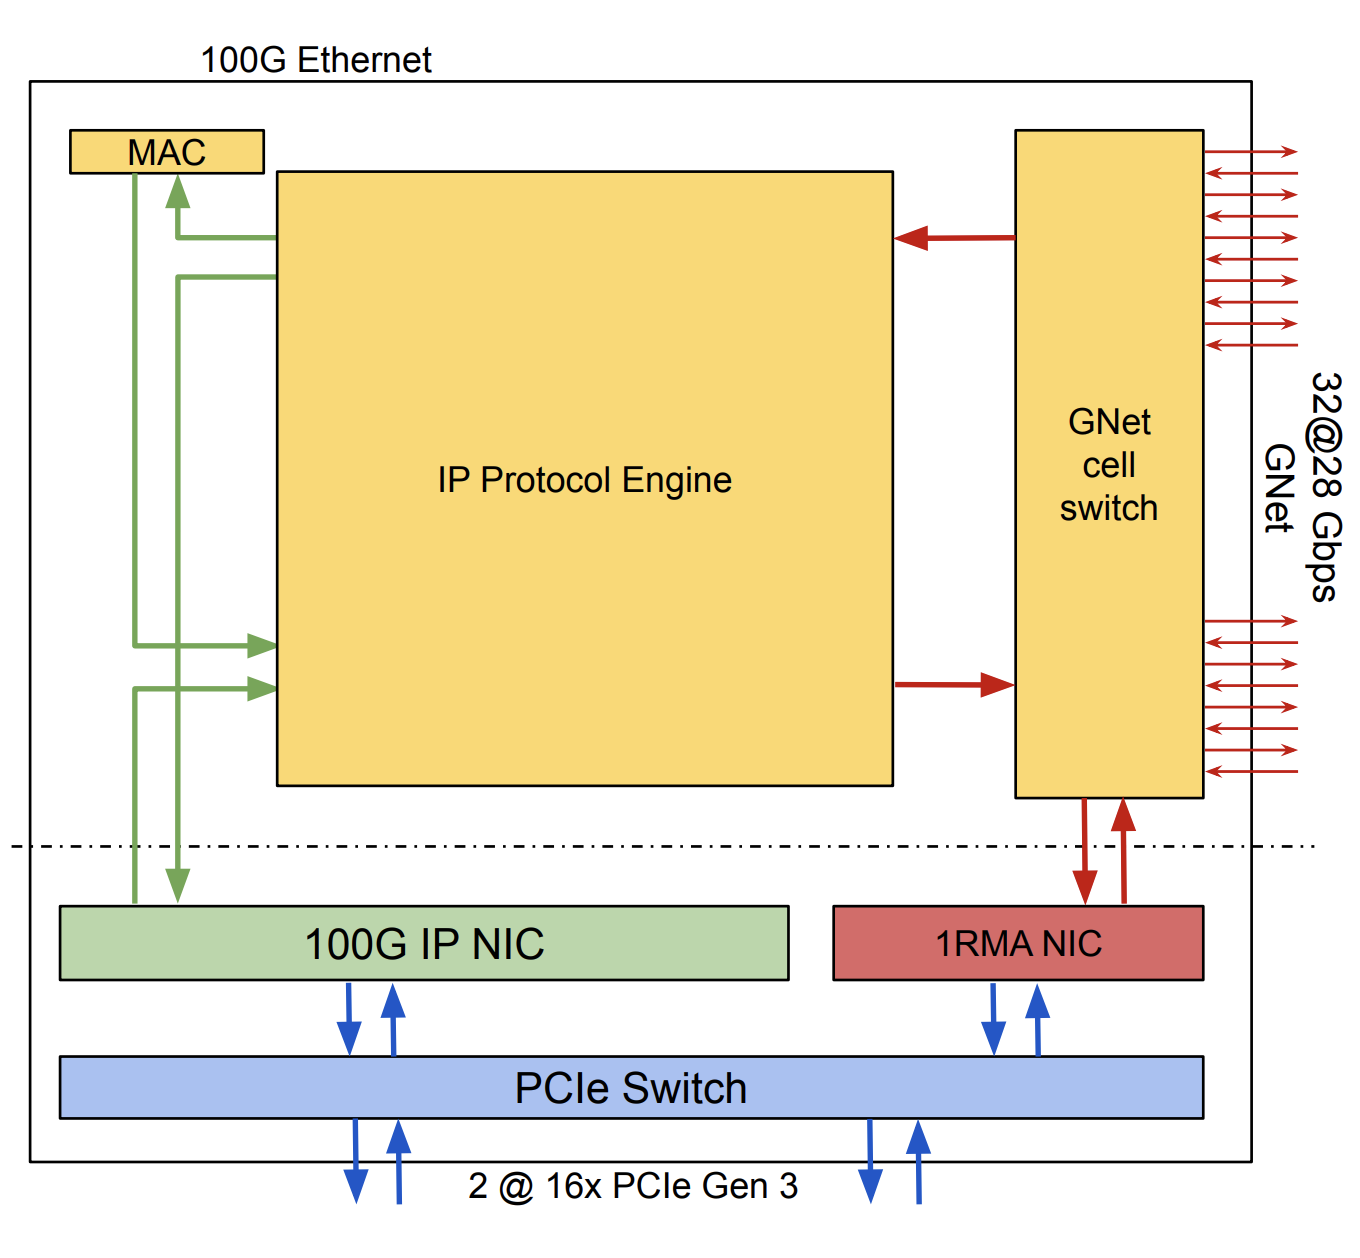 100G Ethernet
MAC
IP Protocol Engine
GNet
cell
switch
32@28 Gbps
GNet
100G IP NIC
1RMA NIC
PCIe Switch
2 @ 16x PCIe Gen 3